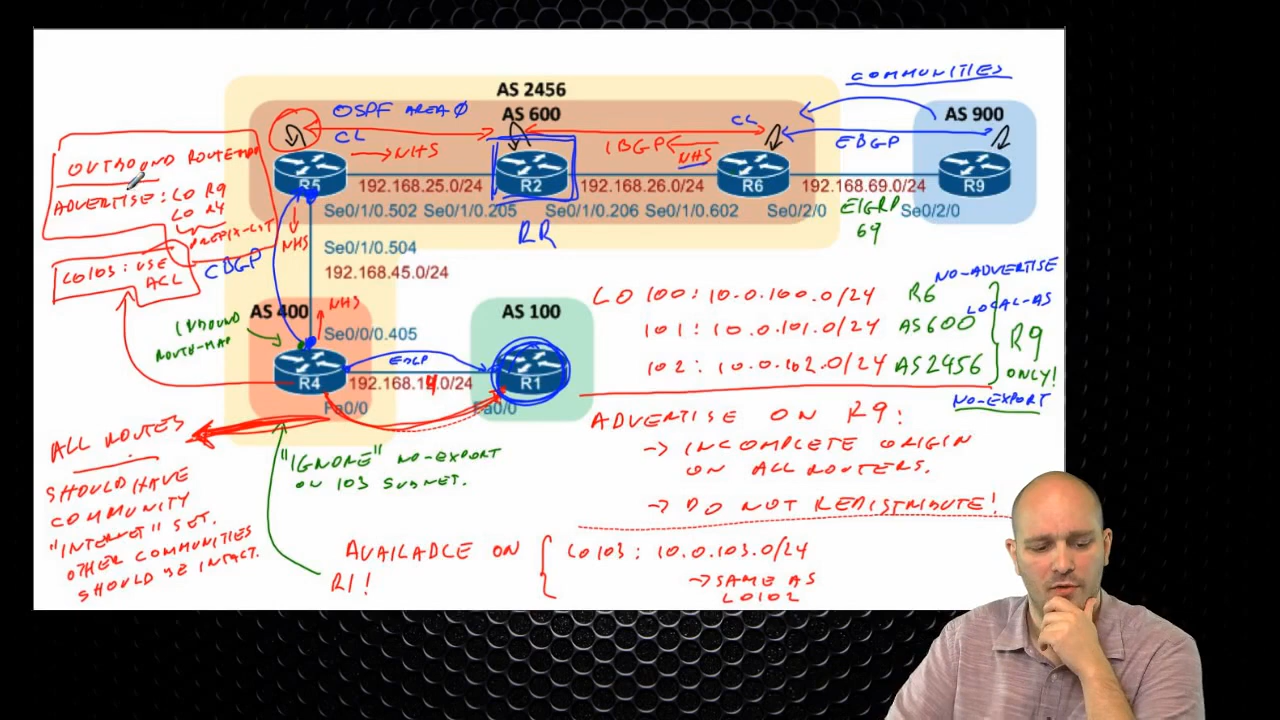 COMMUNITIES
AS 2456
OSPF AREA 0
AS 600
AS 900
CL
CL
EBGP
NHS
IBGP
NHS
OUTBOUND ROUTE-MAP
ADVERTISE: LO R9
LO R4
PREFIX-LIST
R5
R2
R6
R9
192.168.25.0/24
192.168.26.0/24
192.168.69.0/24
Se0/1/0.502 Se0/1/0.205
Se0/1/0.206 Se0/1/0.602
Se0/2/0
EIGRP
69
Se0/2/0
RR
NHS
Se0/1/0.504
192.168.45.0/24
LO103: USE
ACL
CBGP
NO-ADVERTISE
LO 100: 10.0.100.0/24 R6
LOCAL-AS
101: 10.0.101.0/24 AS600
102: 10.0.102.0/24 AS2456
R9
ONLY!
NO-EXPORT
AS 400
NHS
AS 100
INBOUND
ROUTE-MAP
Se0/0/0.405
EBGP
R4
192.168.14.0/24
R1
Fa0/0
Fa0/0
ADVERTISE ON R9:
-> INCOMPLETE ORIGIN
ON ALL ROUTERS.
-> DO NOT REDISTRIBUTE!
ALL ROUTES
SHOULD HAVE
COMMUNITY
"INTERNET" SET.
OTHER COMMUNITIES
SHOULD BE INTACT.
"IGNORE" NO-EXPORT
ON 103 SUBNET.
AVAILABLE ON
R1!
LO103: 10.0.103.0/24
->SAME AS
LO102